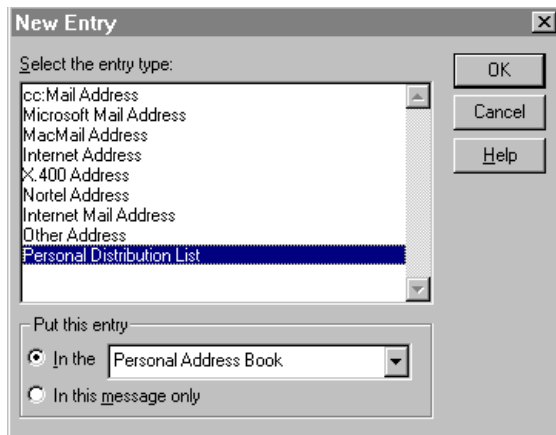 New Entry
Select the entry type:
cc:Mail Address
Microsoft Mail Address
MacMail Address
Internet Address
X.400 Address
Nortel Address
Internet Mail Address
Other Address
Personal Distribution List
OK
Cancel
Help
Put this entry
In the Personal Address Book
In this message only